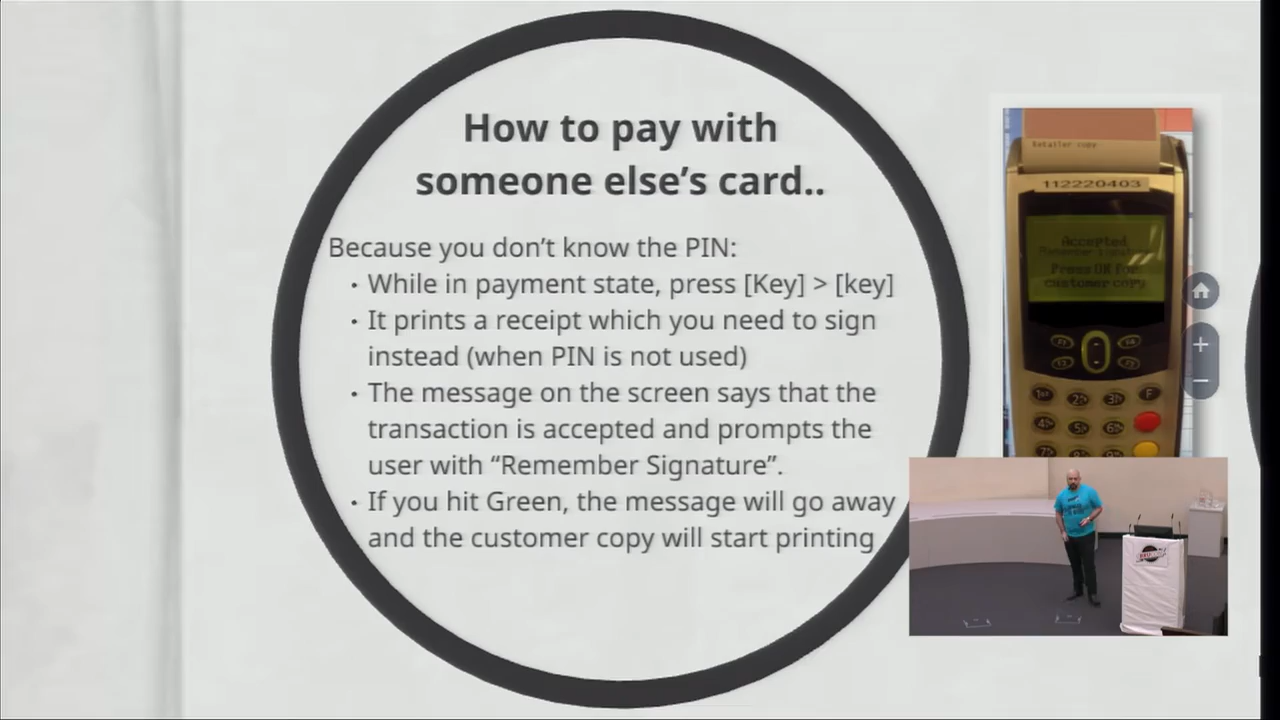 How to pay with
someone else's card..
Because you don't know the PIN:
• While in payment state, press [Key] > [key]
• It prints a receipt which you need to sign
instead (when PIN is not used)
• The message on the screen says that the
transaction is accepted and prompts the
user with “Remember Signature”.
• If you hit Green, the message will go away
and the customer copy will start printing
Retailer copy
112220403
Accepted
Press OK for
customer copy
+
−